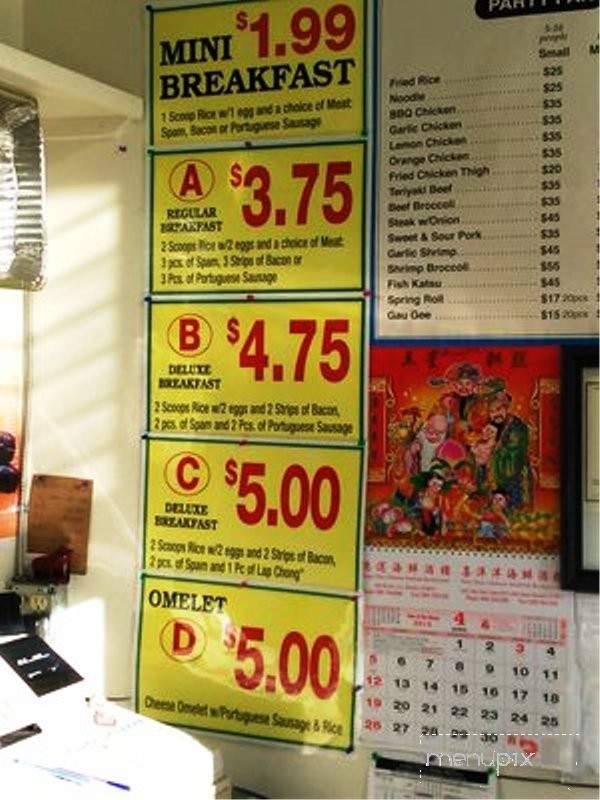 MINI $1.99
BREAKFAST
1 Scoop Rice w/1 egg and a choice of Meat:
Spam, Bacon or Portuguese Sausage
A $3.75
REGULAR
BREAKFAST
2 Scoops Rice w/2 eggs and a choice of Meat:
3 pcs. of Spam, 3 Strips of Bacon or
3 Pcs. of Portuguese Sausage
B $4.75
DELUXE
BREAKFAST
2 Scoops Rice w/2 eggs and 2 Strips of Bacon,
2 pcs. of Spam and 2 Pcs. of Portuguese Sausage
C $5.00
DELUXE
BREAKFAST
2 Scoops Rice w/2 eggs and 2 Strips of Bacon,
2 pcs. of Spam and 1 Pc of Lap Chong"
OMELET
D $5.00
Cheese Omelet w/Portuguese Sausage & Rice
PARTY
people
Small
Fried Rice $25
Noodle $25
BBQ Chicken $35
Garlic Chicken $35
Lemon Chicken $35
Orange Chicken $35
Fried Chicken Thigh $20
Teriyaki Beef $35
Beef Broccoli $35
Steak w/Onion $45
Sweet & Sour Pork $35
Garlic Shrimp $45
Shrimp Broccoli $55
Fish Katsu $45
Spring Roll $17 20pcs
Gau Gee $15 20pcs
4
1 2 3 4
5 6 7 8 9 10 11
12 13 14 15 16 17 18
19 20 21 22 23 24 25
26 27 28 29 30
menupix